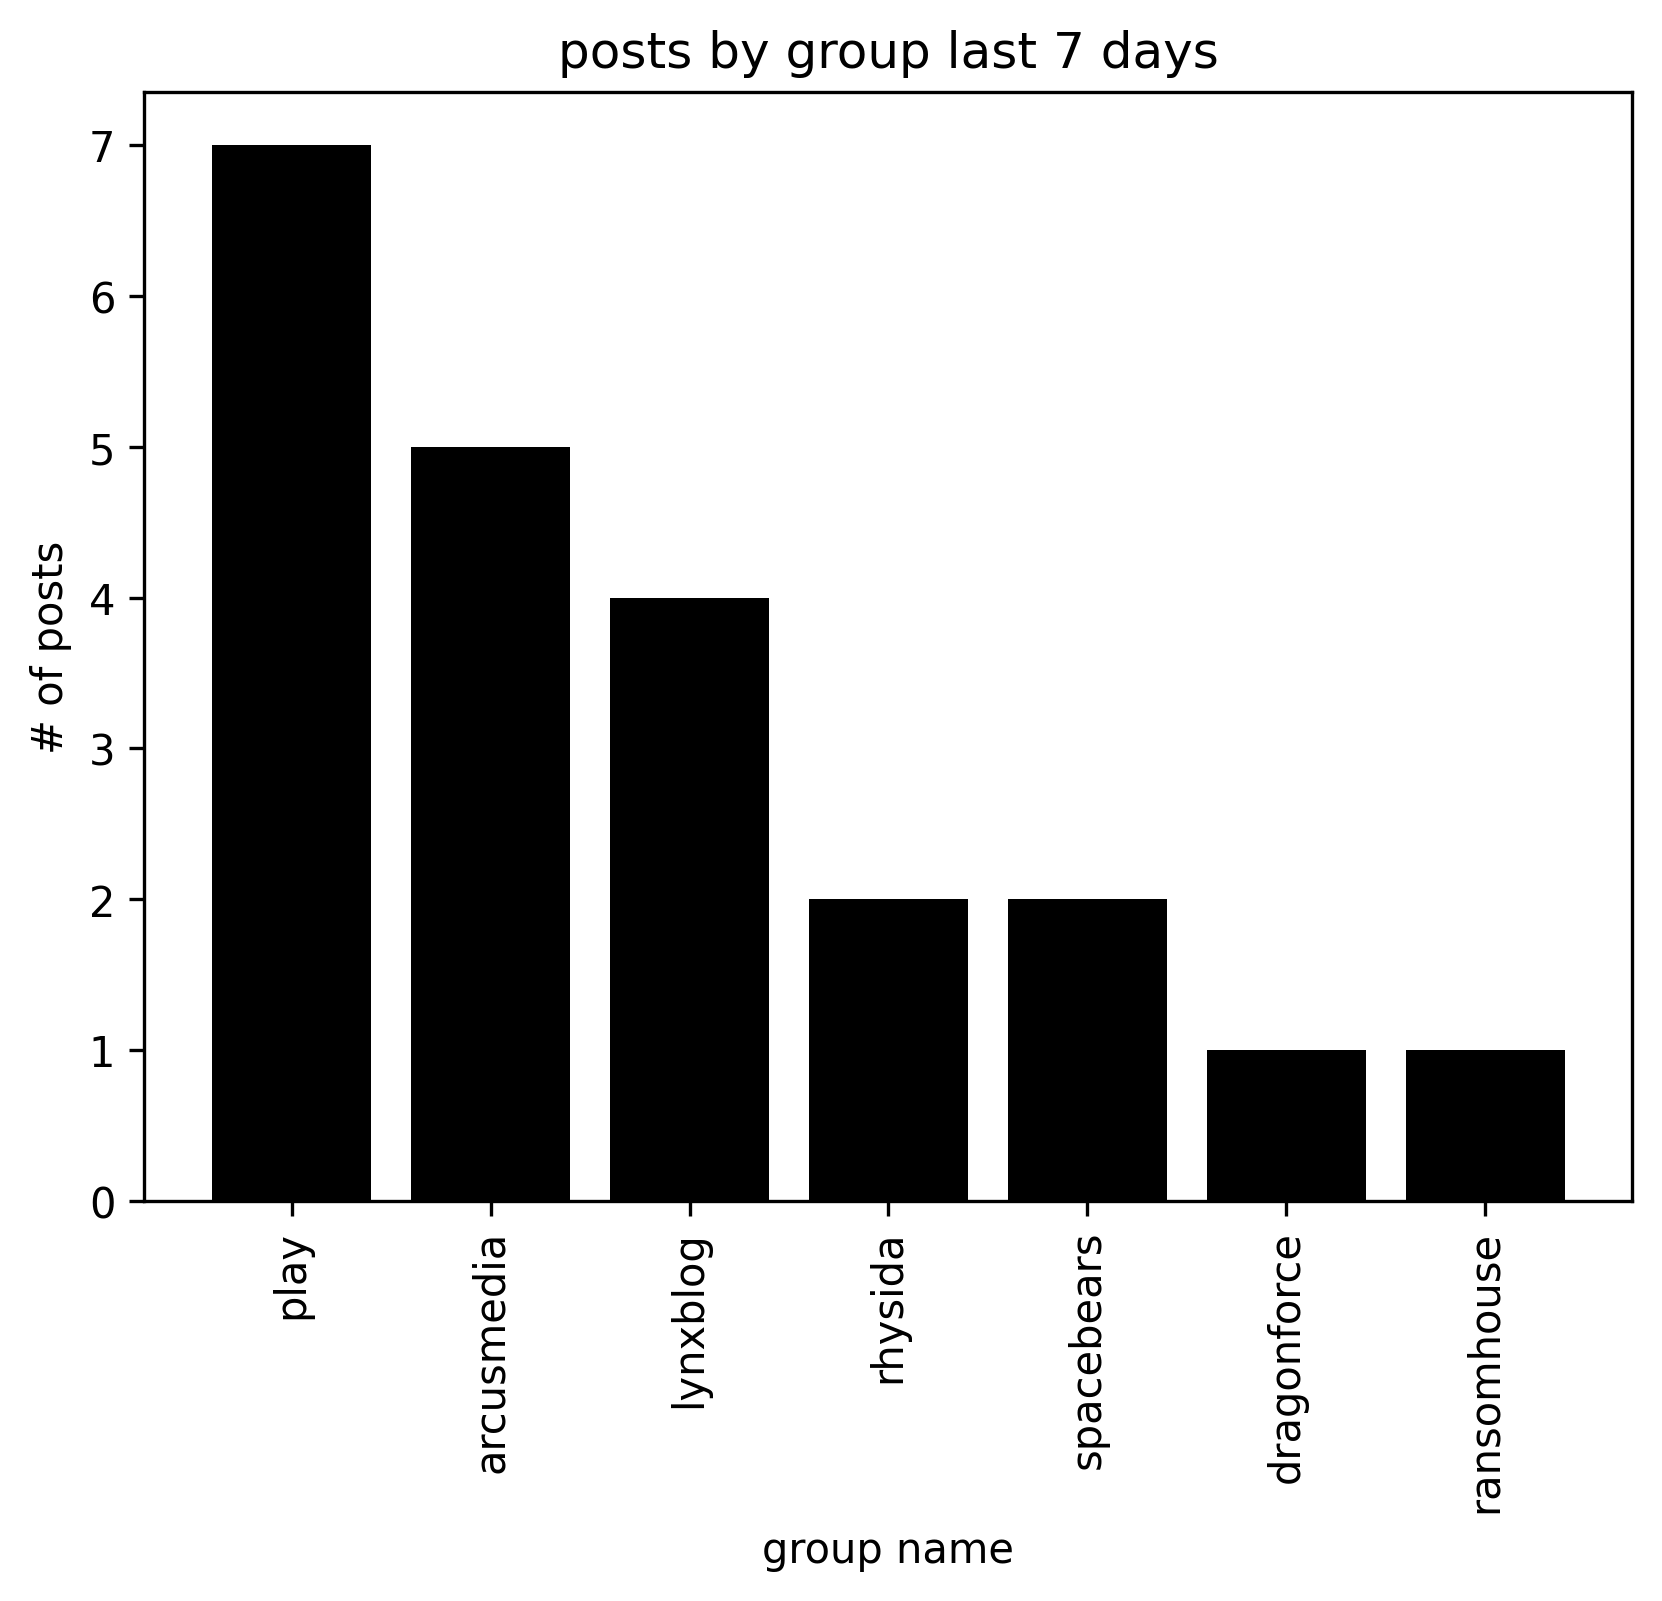 posts by group last 7 days
# of posts
7
6
5
4
3
2
1
0
play
arcusmedia
lynxblog
rhysida
spacebears
dragonforce
ransomhouse
group name